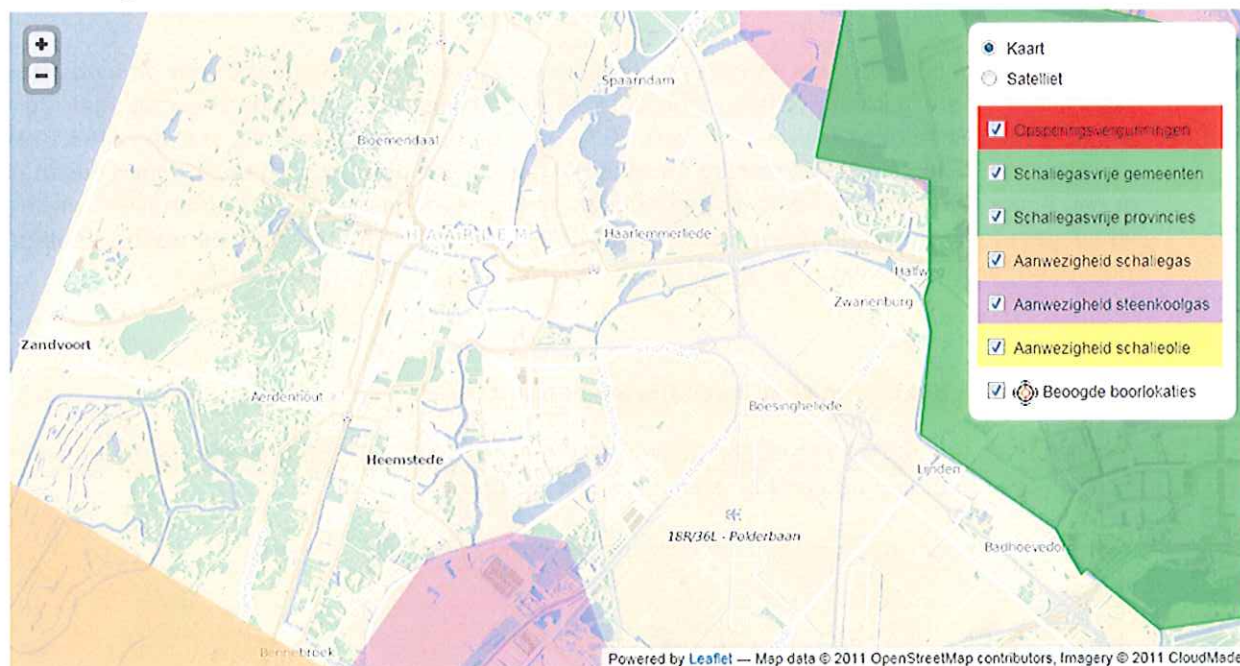 +
−
Spaarndam
Bloemendaal
HAARLEM
Haarlemmerliede
Halfweg
Zwanenburg
Zandvoort
Aerdenhout
Boesingheliede
Heemstede
Lijnden
18R/36L - Polderbaan
Badhoevedor
Bennebroek
Kaart
Satelliet
Opsporingsvergunningen
Schaliegasvrije gemeenten
Schaliegasvrije provincies
Aanwezigheid schaliegas
Aanwezigheid steenkoolgas
Aanwezigheid schalieolie
Beoogde boorlokaties
Powered by Leaflet — Map data © 2011 OpenStreetMap contributors, Imagery © 2011 CloudMade